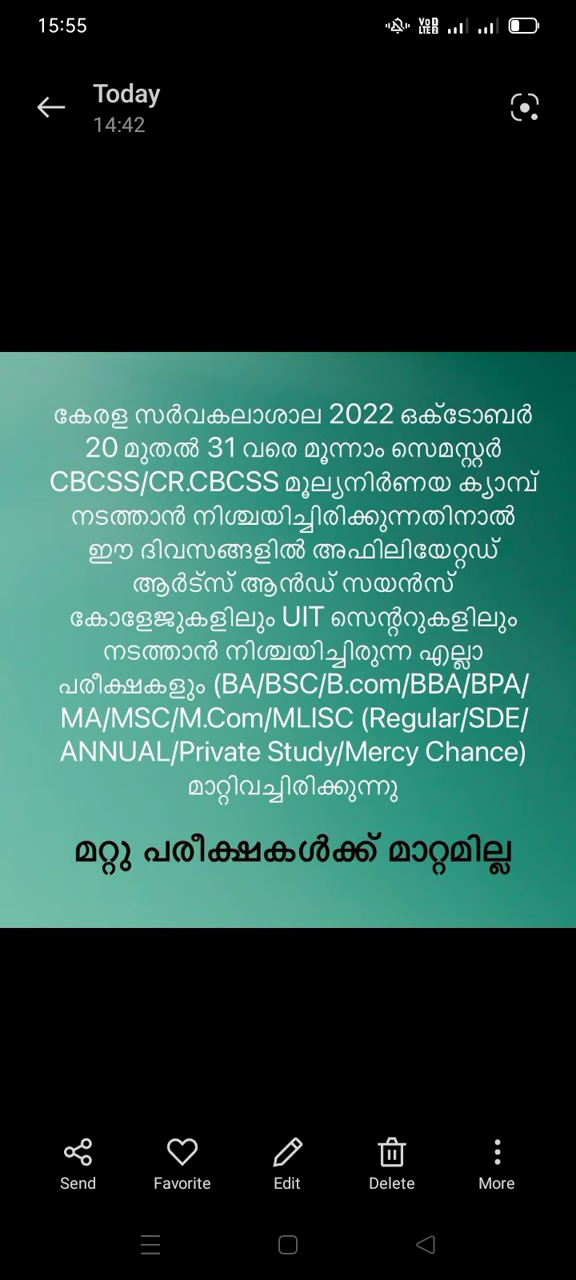 15:55
VoD LTE2
Today
14:42
കേരള സർവകലാശാല 2022 ഒക്ടോബർ
20 മുതൽ 31 വരെ മൂന്നാം സെമസ്റ്റർ
CBCSS/CR.CBCSS മൂല്യനിർണയ ക്യാമ്പ്
നടത്താൻ നിശ്ചയിച്ചിരിക്കുന്നതിനാൽ
ഈ ദിവസങ്ങളിൽ അഫിലിയേറ്റഡ്
ആർട്സ് ആൻഡ് സയൻസ്
കോളേജുകളിലും UIT സെന്ററുകളിലും
നടത്താൻ നിശ്ചയിച്ചിരുന്ന എല്ലാ
പരീക്ഷകളും (BA/BSC/B.com/BBA/BPA/
MA/MSC/M.Com/MLISC (Regular/SDE/
ANNUAL/Private Study/Mercy Chance)
മാറ്റിവച്ചിരിക്കുന്നു
മറ്റു പരീക്ഷകൾക്ക് മാറ്റമില്ല
Send Favorite Edit Delete More